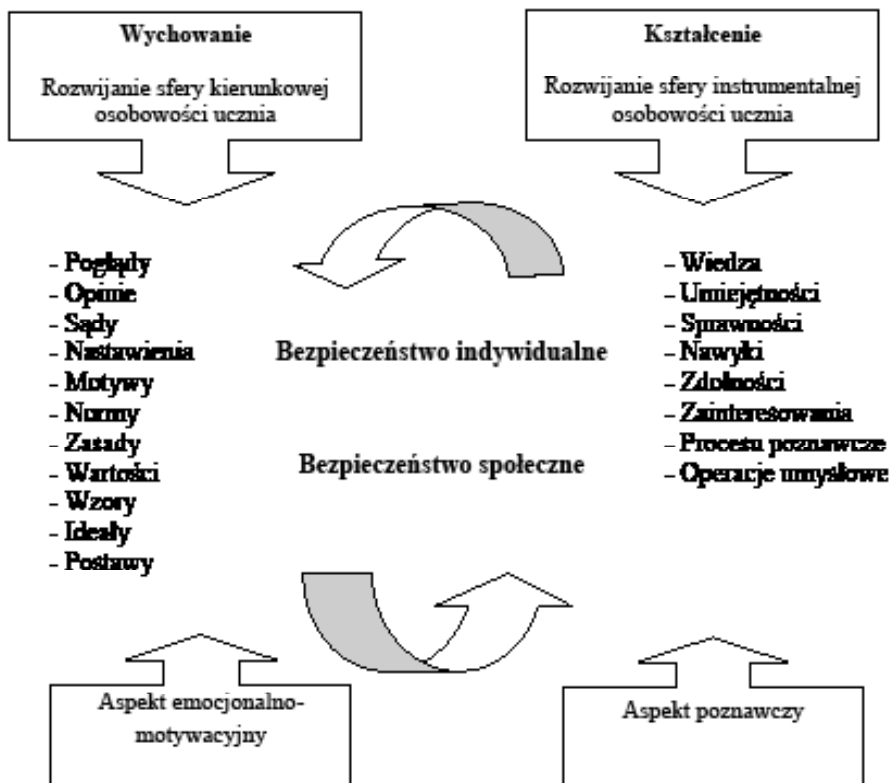 Wychowanie
Rozwijanie sfery kierunkowej
osobowości ucznia
Kształcenie
Rozwijanie sfery instrumentalnej
osobowości ucznia
- Poglądy
- Opinie
- Sądy
- Nastawienia
- Motywy
- Normy
- Zasady
- Wartości
- Wzory
- Ideały
- Postawy
Bezpieczeństwo indywidualne
Bezpieczeństwo społeczne
- Wiedza
- Umiejętności
- Sprawności
- Nawyki
- Zdolności
- Zainteresowania
- Procesu poznawcze
- Operacje umysłowe
Aspekt emocjonalno-
motywacyjny
Aspekt poznawczy